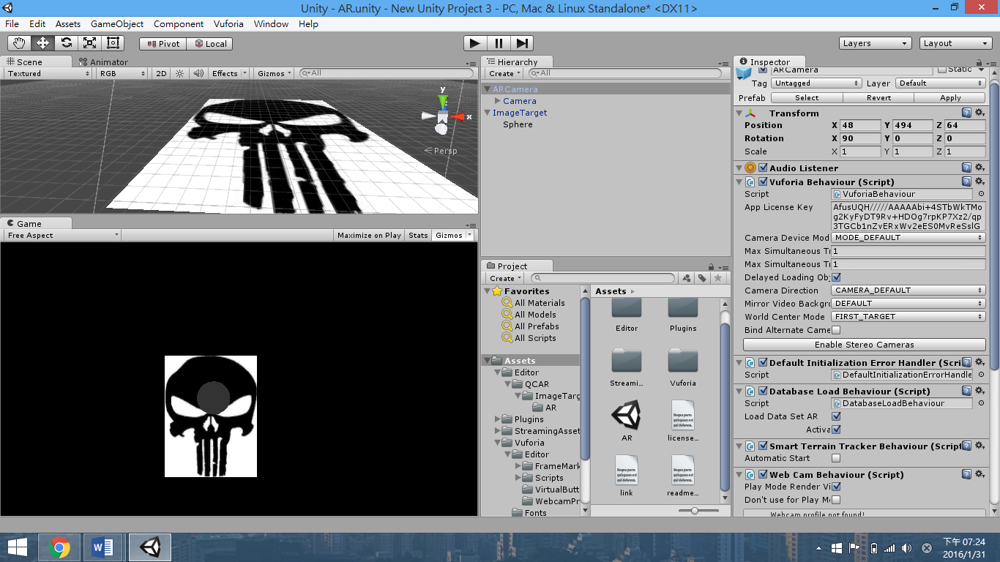 Unity - AR.unity - New Unity Project 3 - PC, Mac & Linux Standalone* <DX11>
File Edit Assets GameObject Component Vuforia Window Help
Pivot Local Layers Layout
Scene Animator
Textured RGB 2D Effects Gizmos All
y
x
Persp
Game
Free Aspect Maximize on Play Stats Gizmos
Hierarchy
Create All
ARCamera
Camera
ImageTarget
Sphere
Project
Create
Favorites
All Materials
All Models
All Prefabs
All Scripts
Assets
Editor
QCAR
ImageTarg
AR
Plugins
StreamingAsset
Vuforia
Editor
FrameMark
Scripts
VirtualButt
WebcamPr
Fonts
Assets
Editor Plugins
Streami... Vuforia
AR license...
link readme...
Inspector
ARCamera Static
Tag Untagged Layer Default
Prefab Select Revert Apply
Transform
Position X 48 Y 494 Z 64
Rotation X 90 Y 0 Z 0
Scale X 1 Y 1 Z 1
Audio Listener
Vuforia Behaviour (Script)
Script VuforiaBehaviour
App License Key AfusUQH/////AAAAAbi+4STbWkTMo
g2KyFyDT9Rv+HDOg7rpKP7Xz2/qp
3TGCb1nZvERxWv2eES0MvReSslG
Camera Device Mod MODE_DEFAULT
Max Simultaneous Tr 1
Max Simultaneous Tr 1
Delayed Loading Obj
Camera Direction CAMERA_DEFAULT
Mirror Video Backgro DEFAULT
World Center Mode FIRST_TARGET
Bind Alternate Came
Enable Stereo Cameras
Default Initialization Error Handler (Scri
Script DefaultInitializationErrorHandle
Database Load Behaviour (Script)
Script DatabaseLoadBehaviour
Load Data Set AR
Activa
Smart Terrain Tracker Behaviour (Script
Automatic Start
Web Cam Behaviour (Script)
Play Mode Render Vi
Don't use for Play M
Webcam profile not found!
下午 07:24
2016/1/31